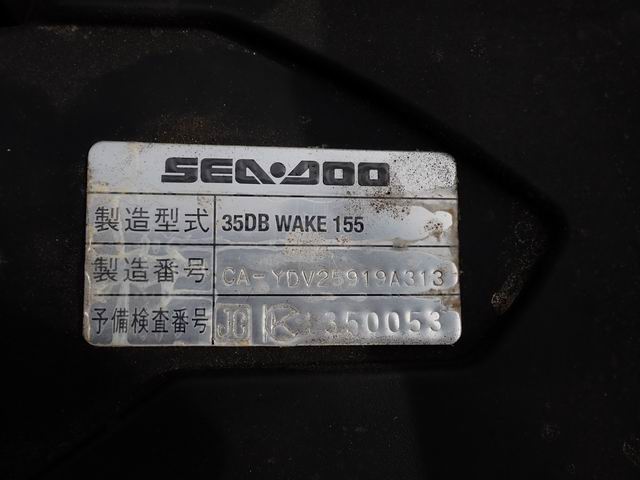 SEA-DOO
製造型式 35DB WAKE 155
製造番号 CA-YDV25919A313
予備検査番号 JG K 350053